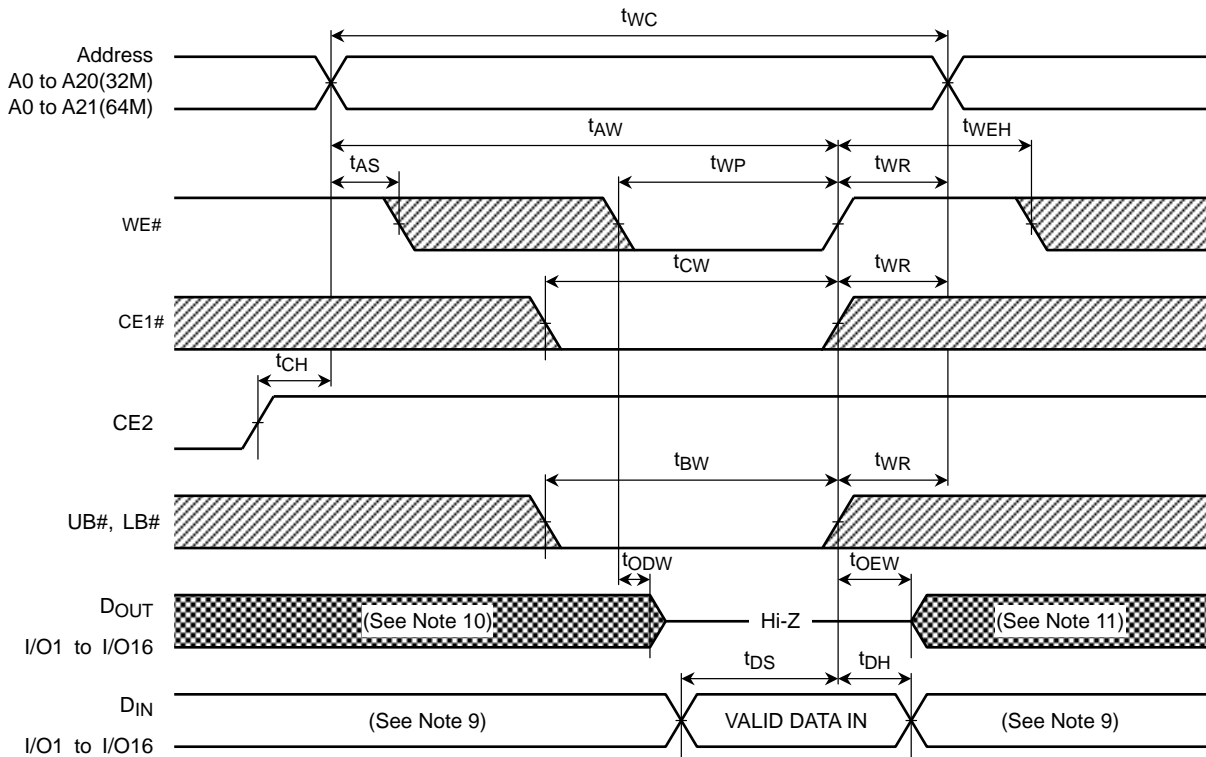 tWC
Address
A0 to A20(32M)
A0 to A21(64M)
tAW
tWEH
tAS
tWP
tWR
WE#
tCW
tWR
CE1#
tCH
CE2
tBW
tWR
UB#, LB#
tODW
tOEW
DOUT
(See Note 10)
Hi-Z
(See Note 11)
I/O1 to I/O16
tDS
tDH
DIN
(See Note 9)
VALID DATA IN
(See Note 9)
I/O1 to I/O16